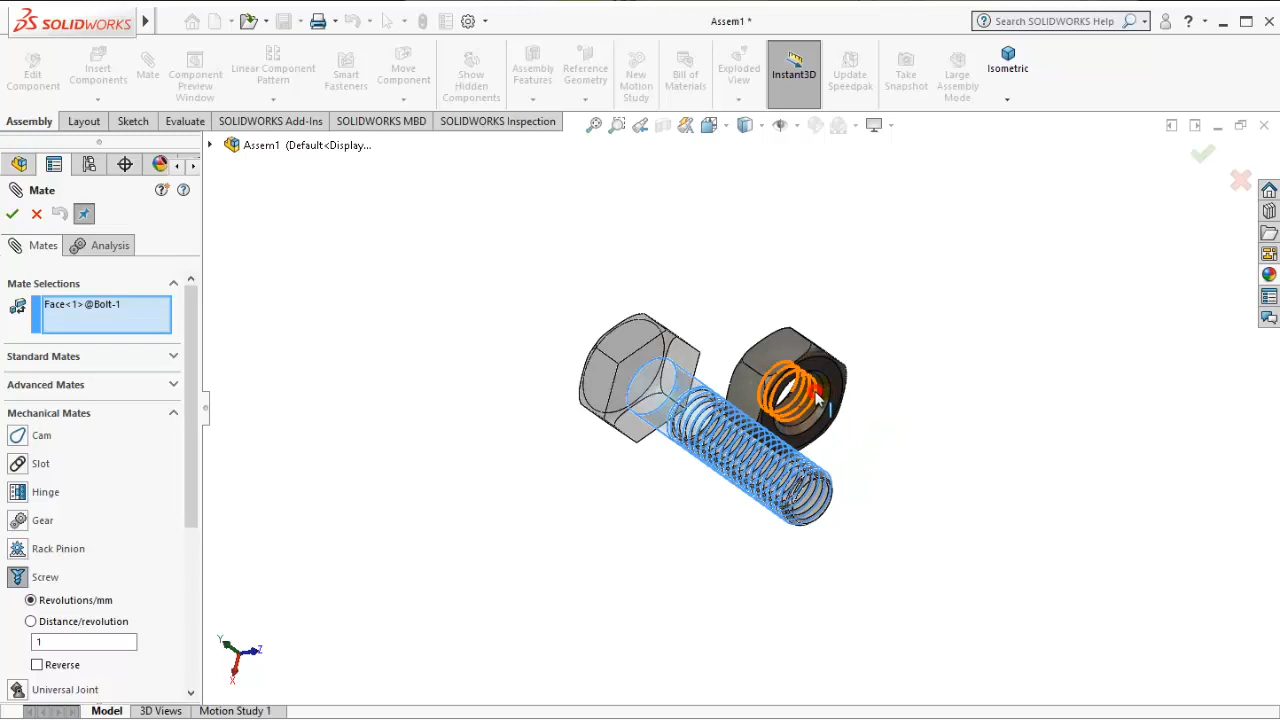 SOLIDWORKS
Assem1 *
Search SOLIDWORKS Help
?
Edit Component
Insert Components
Mate
Component Preview Window
Linear Component Pattern
Smart Fasteners
Move Component
Show Hidden Components
Assembly Features
Reference Geometry
New Motion Study
Bill of Materials
Exploded View
Instant3D
Update Speedpak
Take Snapshot
Large Assembly Mode
Isometric
Assembly
Layout
Sketch
Evaluate
SOLIDWORKS Add-Ins
SOLIDWORKS MBD
SOLIDWORKS Inspection
Assem1 (Default<Display...
Mate
Mates
Analysis
Mate Selections
Face<1>@Bolt-1
Standard Mates
Advanced Mates
Mechanical Mates
Cam
Slot
Hinge
Gear
Rack Pinion
Screw
Revolutions/mm
Distance/revolution
1
Reverse
Universal Joint
Y
Z
X
Model
3D Views
Motion Study 1